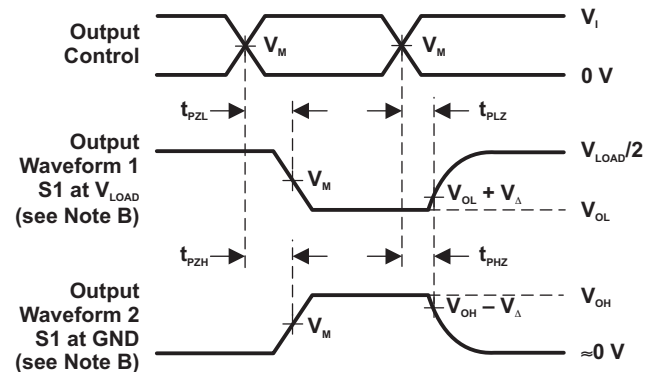 Output
Control
V_M
V_M
V_I
0 V
t_PZL
t_PLZ
Output
Waveform 1
S1 at V_LOAD
(see Note B)
V_M
V_OL + V_Δ
V_LOAD/2
V_OL
t_PZH
t_PHZ
Output
Waveform 2
S1 at GND
(see Note B)
V_M
V_OH – V_Δ
V_OH
≈0 V